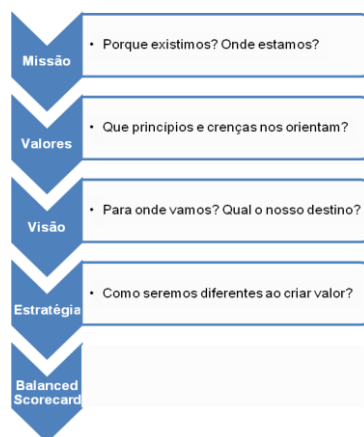 Missão
• Porque existimos? Onde estamos?
Valores
• Que princípios e crenças nos orientam?
Visão
• Para onde vamos? Qual o nosso destino?
Estratégia
• Como seremos diferentes ao criar valor?
Balanced
Scorecard